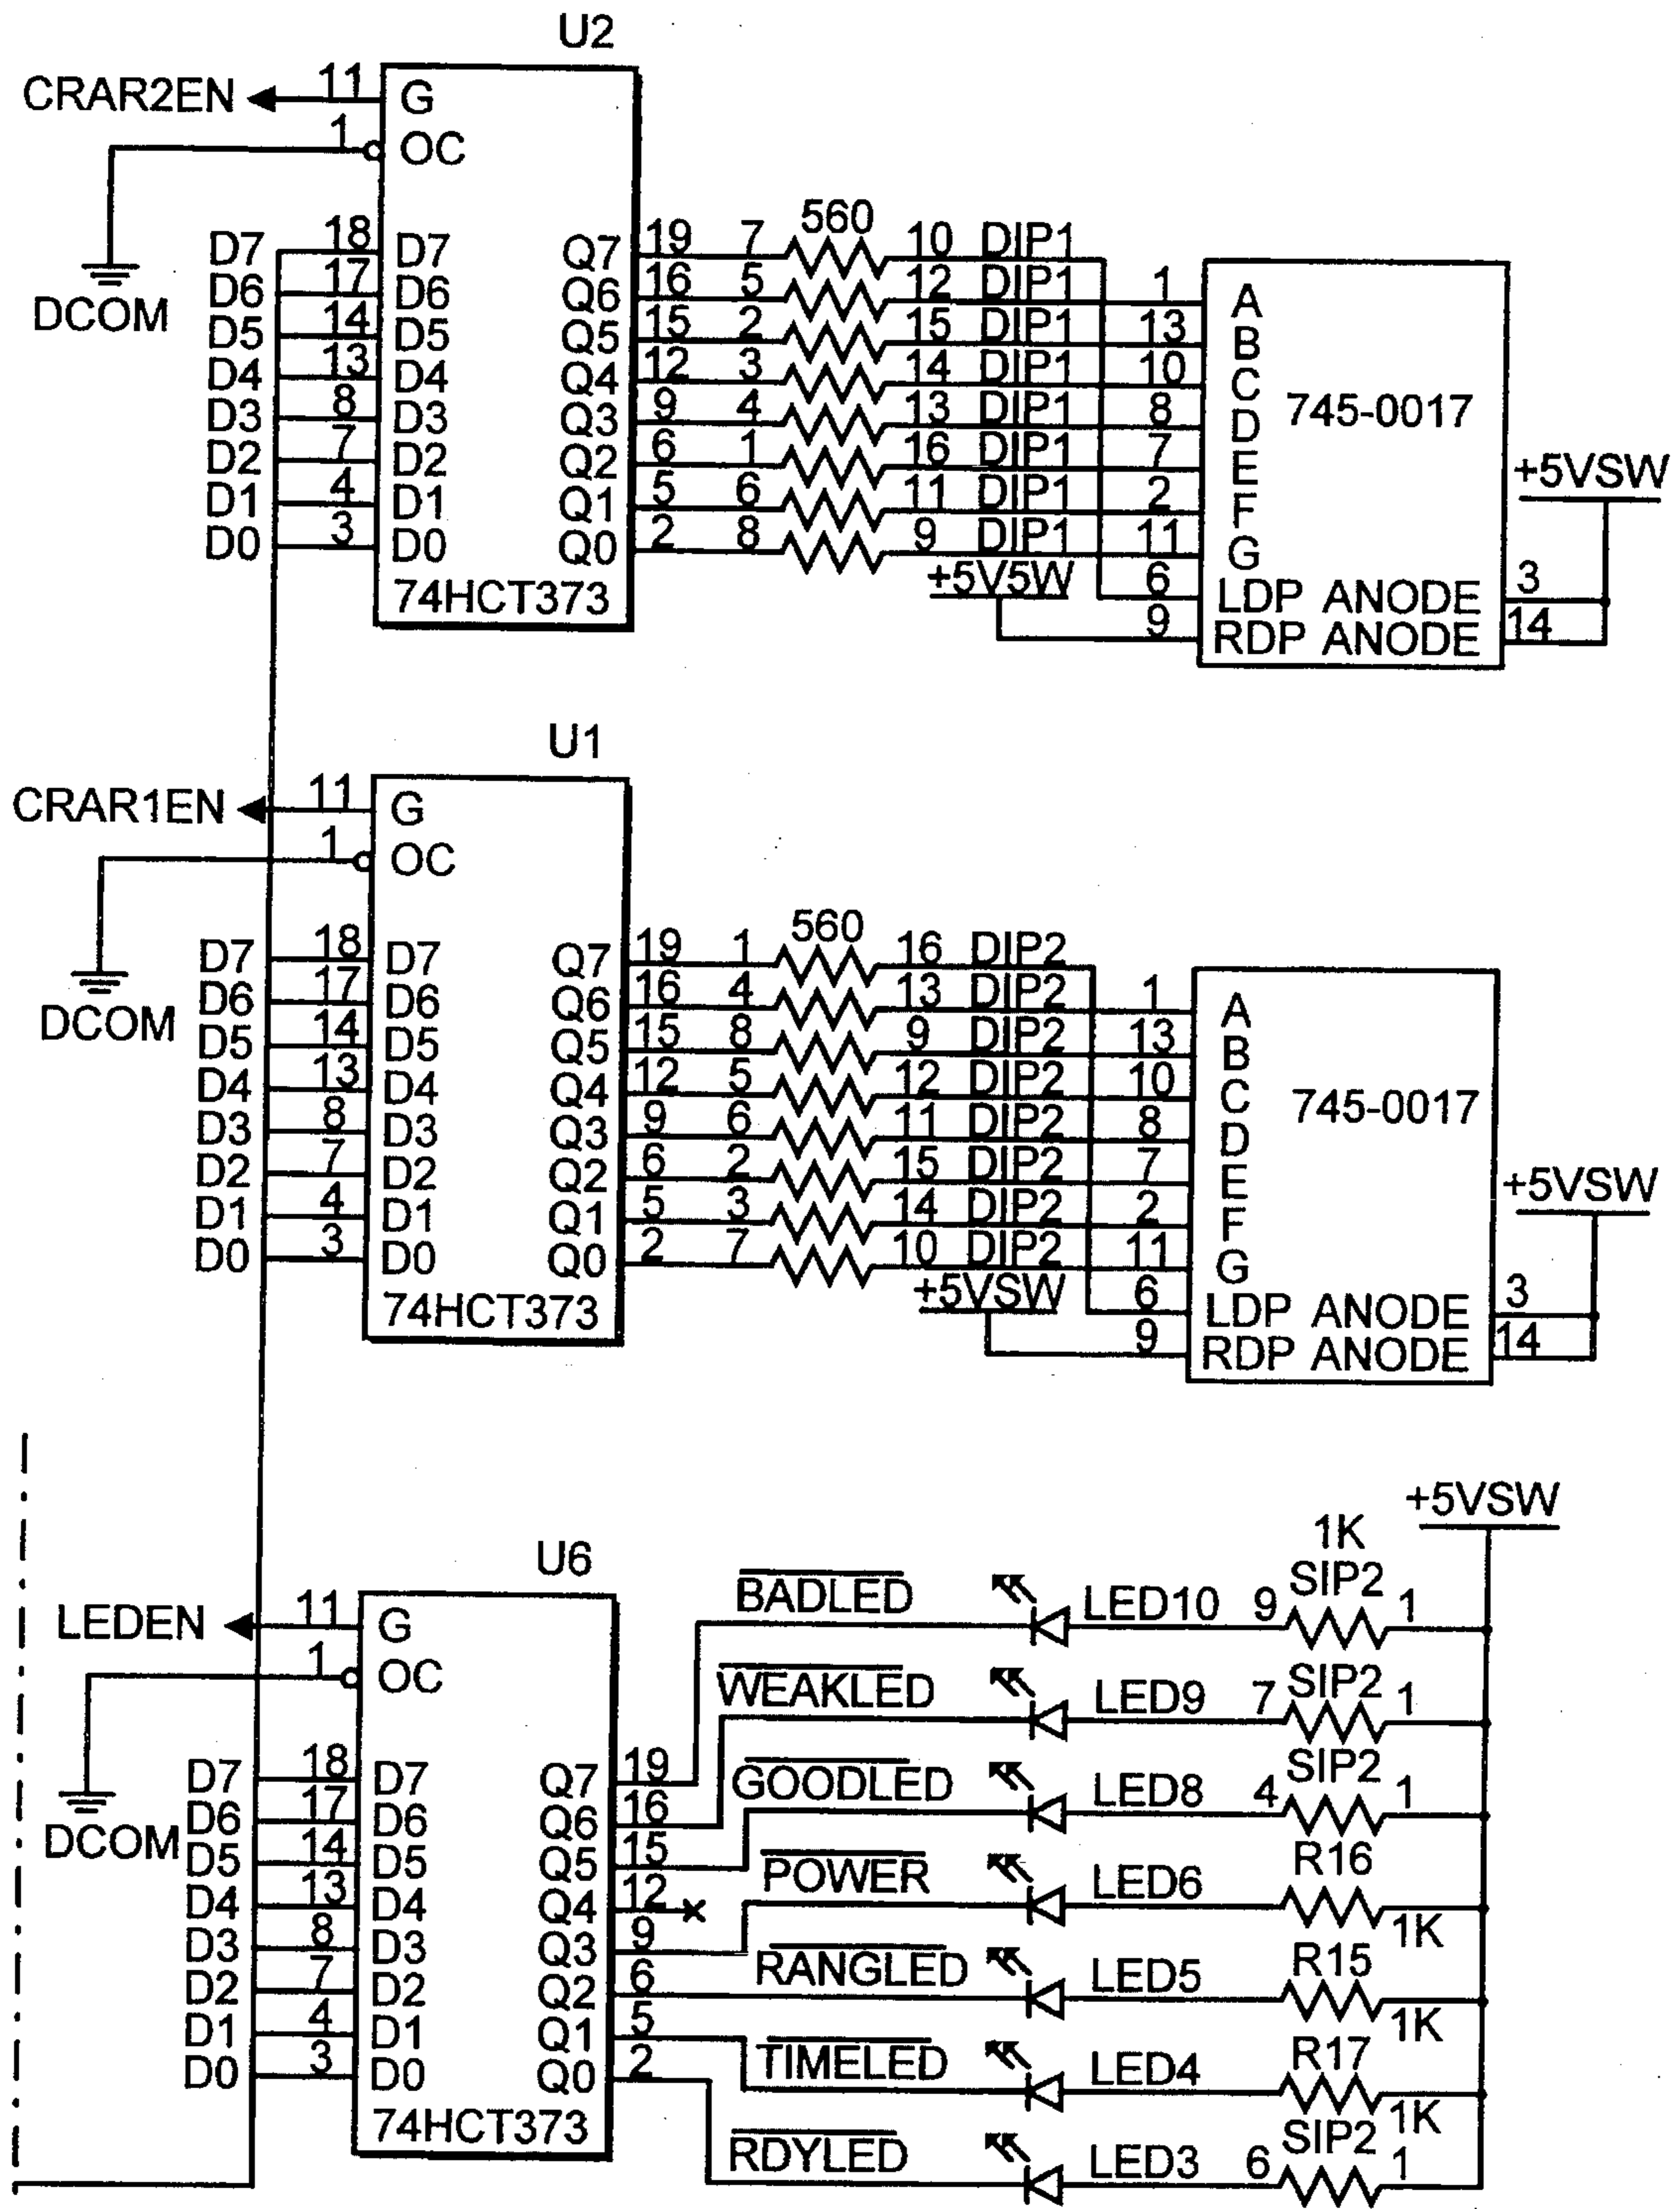 U2
CRAR2EN 11 G
1 OC
DCOM
D7 18 D7 Q7 19 7 560 10 DIP1
D6 17 D6 Q6 16 5 12 DIP1 1 A
D5 14 D5 Q5 15 2 15 DIP1 13 B
D4 13 D4 Q4 12 3 14 DIP1 10 C
D3 8 D3 Q3 9 4 13 DIP1 8 D
D2 7 D2 Q2 6 1 16 DIP1 7 E
D1 4 D1 Q1 5 6 11 DIP1 2 F
D0 3 D0 Q0 2 8 9 DIP1 11 G
745-0017
+5VSW
74HCT373
+5V5W
6 LDP ANODE 3
9 RDP ANODE 14
U1
CRAR1EN 11 G
1 OC
DCOM
D7 18 D7 Q7 19 1 560 16 DIP2
D6 17 D6 Q6 16 4 13 DIP2 1 A
D5 14 D5 Q5 15 8 9 DIP2 13 B
D4 13 D4 Q4 12 5 12 DIP2 10 C
D3 8 D3 Q3 9 6 11 DIP2 8 D
D2 7 D2 Q2 6 2 15 DIP2 7 E
D1 4 D1 Q1 5 3 14 DIP2 2 F
D0 3 D0 Q0 2 7 10 DIP2 11 G
745-0017
+5VSW
74HCT373
+5VSW
6 LDP ANODE 3
9 RDP ANODE 14
+5VSW
U6
LEDEN 11 G
1 OC
DCOM
D7 18 D7 Q7 19
D6 17 D6 Q6 16
D5 14 D5 Q5 15
D4 13 D4 Q4 12
D3 8 D3 Q3 9
D2 7 D2 Q2 6
D1 4 D1 Q1 5
D0 3 D0 Q0 2
74HCT373
1K
BADLED LED10 9 SIP2 1
WEAKLED LED9 7 SIP2 1
GOODLED LED8 4 SIP2 1
POWER LED6 R16 1K
RANGLED LED5 R15 1K
TIMELED LED4 R17 1K
RDYLED LED3 6 SIP2 1